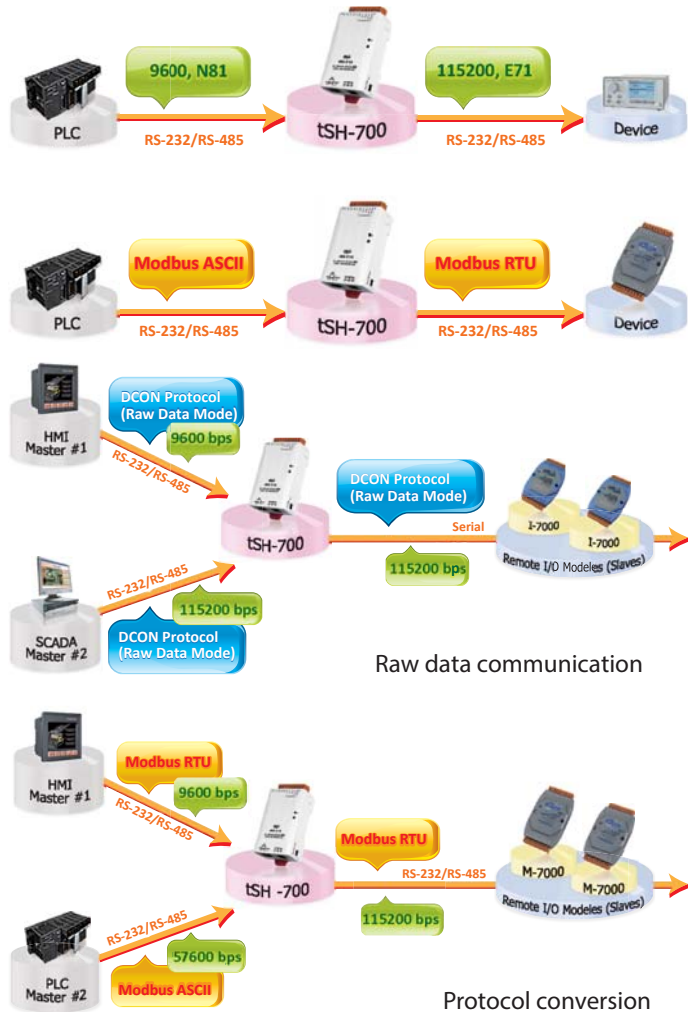 9600, N81
115200, E71
PLC
RS-232/RS-485
tSH-700
RS-232/RS-485
Device
Modbus ASCII
Modbus RTU
PLC
RS-232/RS-485
tSH-700
RS-232/RS-485
Device
HMI
Master #1
DCON Protocol
(Raw Data Mode)
9600 bps
RS-232/RS-485
tSH-700
DCON Protocol
(Raw Data Mode)
Serial
115200 bps
I-7000
I-7000
Remote I/O Modeles (Slaves)
SCADA
Master #2
RS-232/RS-485
115200 bps
DCON Protocol
(Raw Data Mode)
Raw data communication
HMI
Master #1
Modbus RTU
9600 bps
RS-232/RS-485
tSH -700
Modbus RTU
RS-232/RS-485
115200 bps
M-7000
M-7000
Remote I/O Modeles (Slaves)
PLC
Master #2
RS-232/RS-485
57600 bps
Modbus ASCII
Protocol conversion